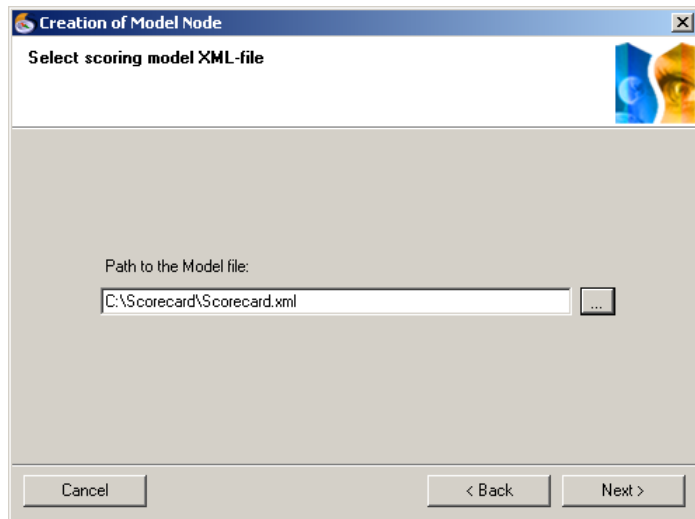 Creation of Model Node
Select scoring model XML-file
Path to the Model file:
C:\Scorecard\Scorecard.xml
...
Cancel
< Back
Next >